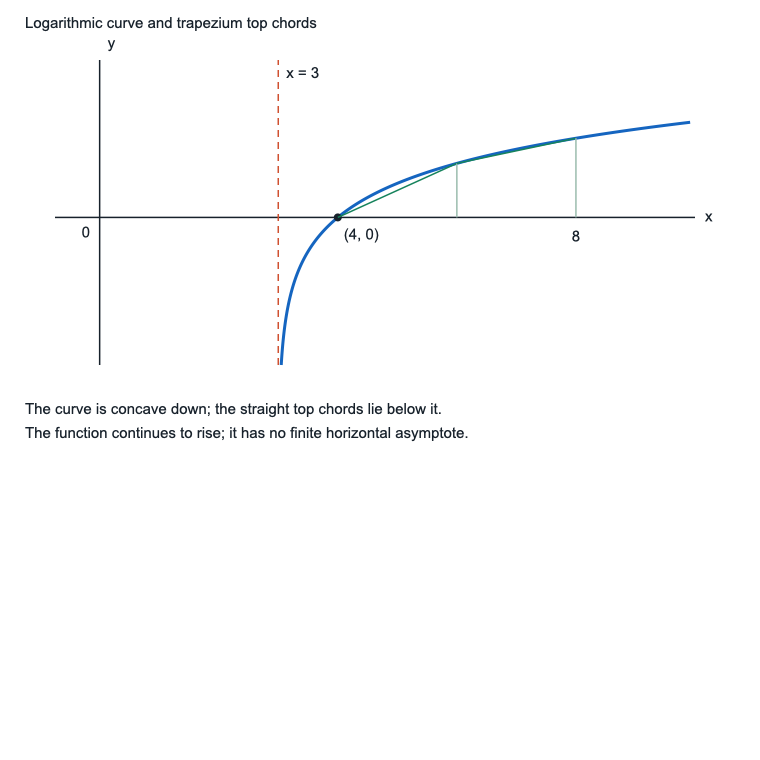 Logarithmic curve and trapezium top chords
y
x = 3
x
0
(4, 0)
8
The curve is concave down; the straight top chords lie below it.
The function continues to rise; it has no finite horizontal asymptote.